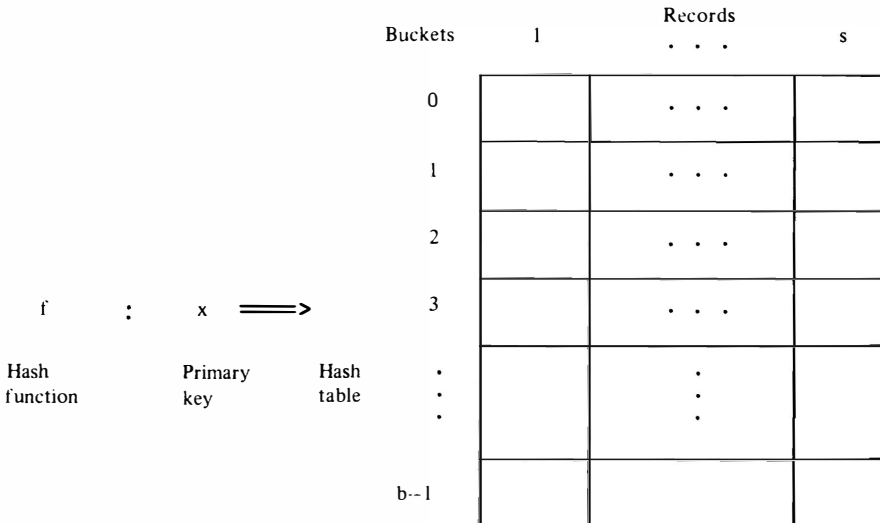 Records
Buckets 1 . . . s
0 . . .
1 . . .
2 . . .
f : x ⟹ 3 . . .
Hash function
Primary key
Hash table
b--1